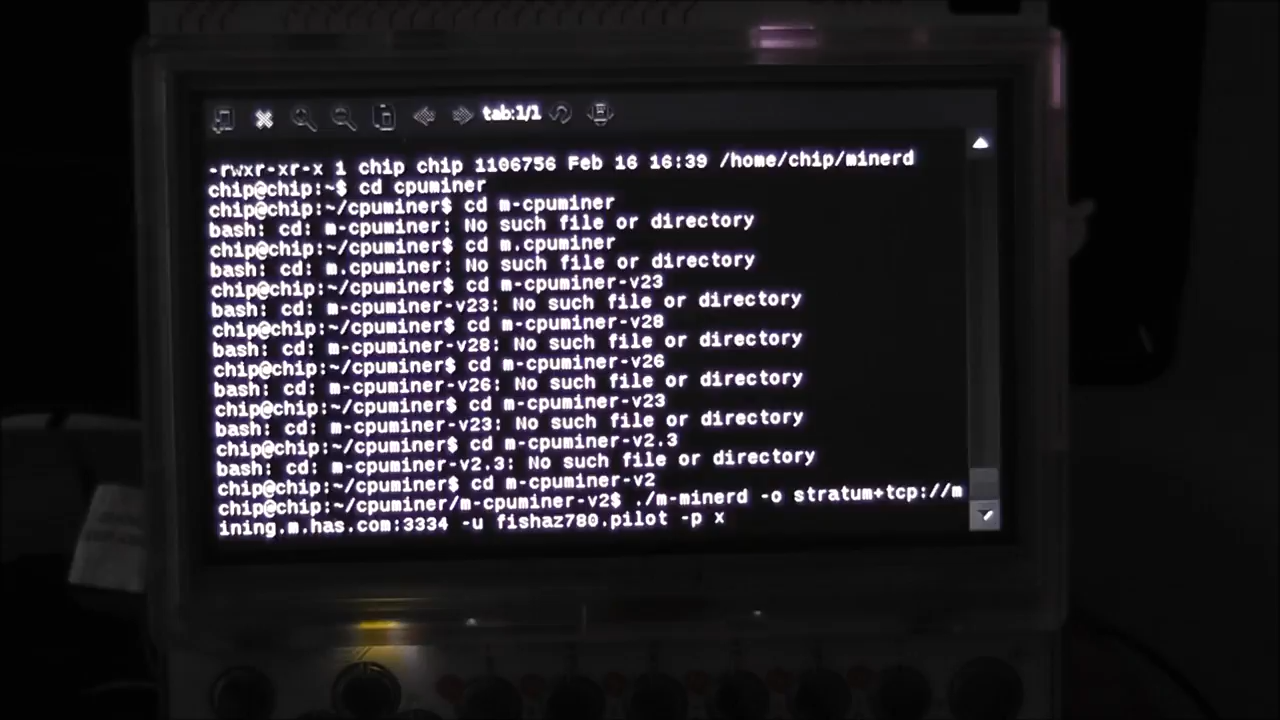 tab:1/1
-rwxr-xr-x 1 chip chip 1106756 Feb 16 16:39 /home/chip/minerd
chip@chip:~$ cd cpuminer
chip@chip:~/cpuminer$ cd m-cpuminer
bash: cd: m-cpuminer: No such file or directory
chip@chip:~/cpuminer$ cd m.cpuminer
bash: cd: m.cpuminer: No such file or directory
chip@chip:~/cpuminer$ cd m-cpuminer-v23
bash: cd: m-cpuminer-v23: No such file or directory
chip@chip:~/cpuminer$ cd m-cpuminer-v28
bash: cd: m-cpuminer-v28: No such file or directory
chip@chip:~/cpuminer$ cd m-cpuminer-v26
bash: cd: m-cpuminer-v26: No such file or directory
chip@chip:~/cpuminer$ cd m-cpuminer-v23
bash: cd: m-cpuminer-v23: No such file or directory
chip@chip:~/cpuminer$ cd m-cpuminer-v2.3
bash: cd: m-cpuminer-v2.3: No such file or directory
chip@chip:~/cpuminer$ cd m-cpuminer-v2
chip@chip:~/cpuminer/m-cpuminer-v2$ ./m-minerd -o stratum+tcp://m
ining.m.has.com:3334 -u fishaz780.pilot -p x